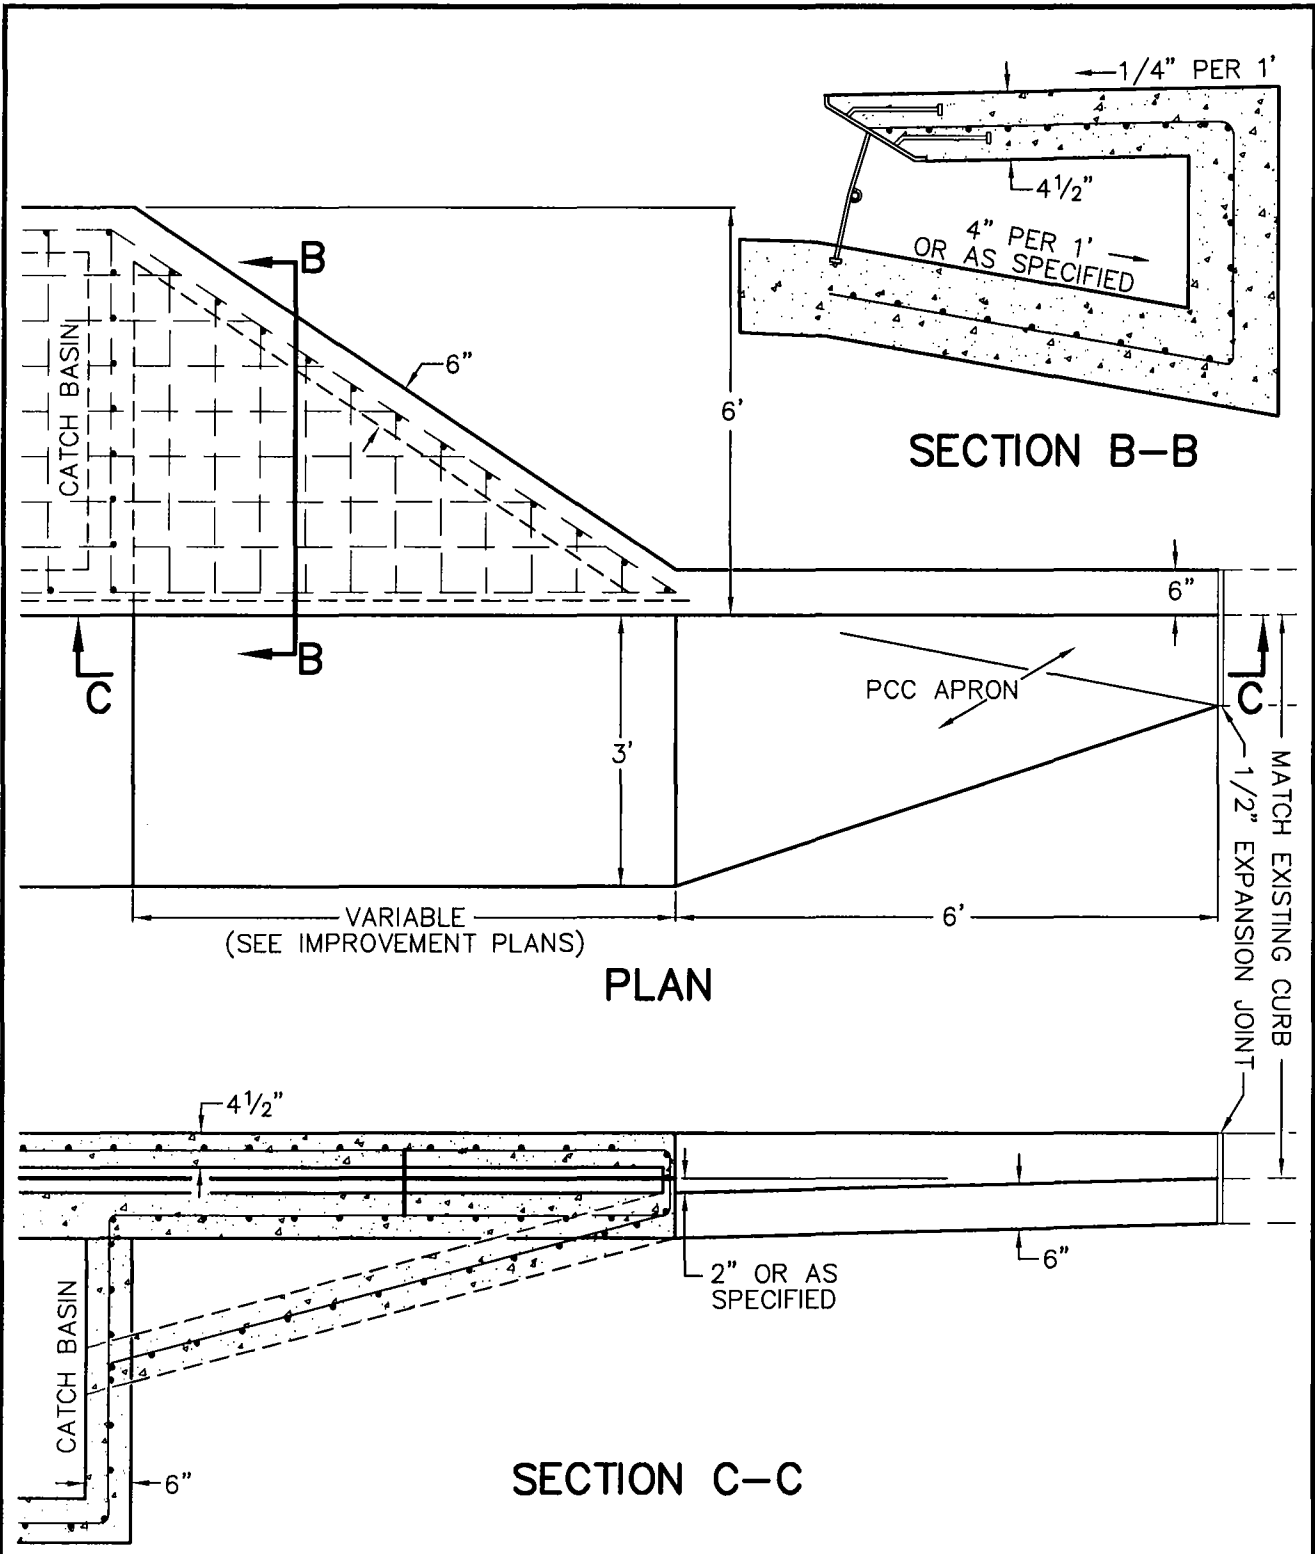 1/4" PER 1'
4 1/2"
4" PER 1'
OR AS SPECIFIED
SECTION B-B
B
B
CATCH BASIN
6"
6'
6"
C
C
PCC APRON
3'
VARIABLE
(SEE IMPROVEMENT PLANS)
6'
PLAN
MATCH EXISTING CURB
1/2" EXPANSION JOINT
4 1/2"
2" OR AS
SPECIFIED
6"
CATCH BASIN
6"
SECTION C-C